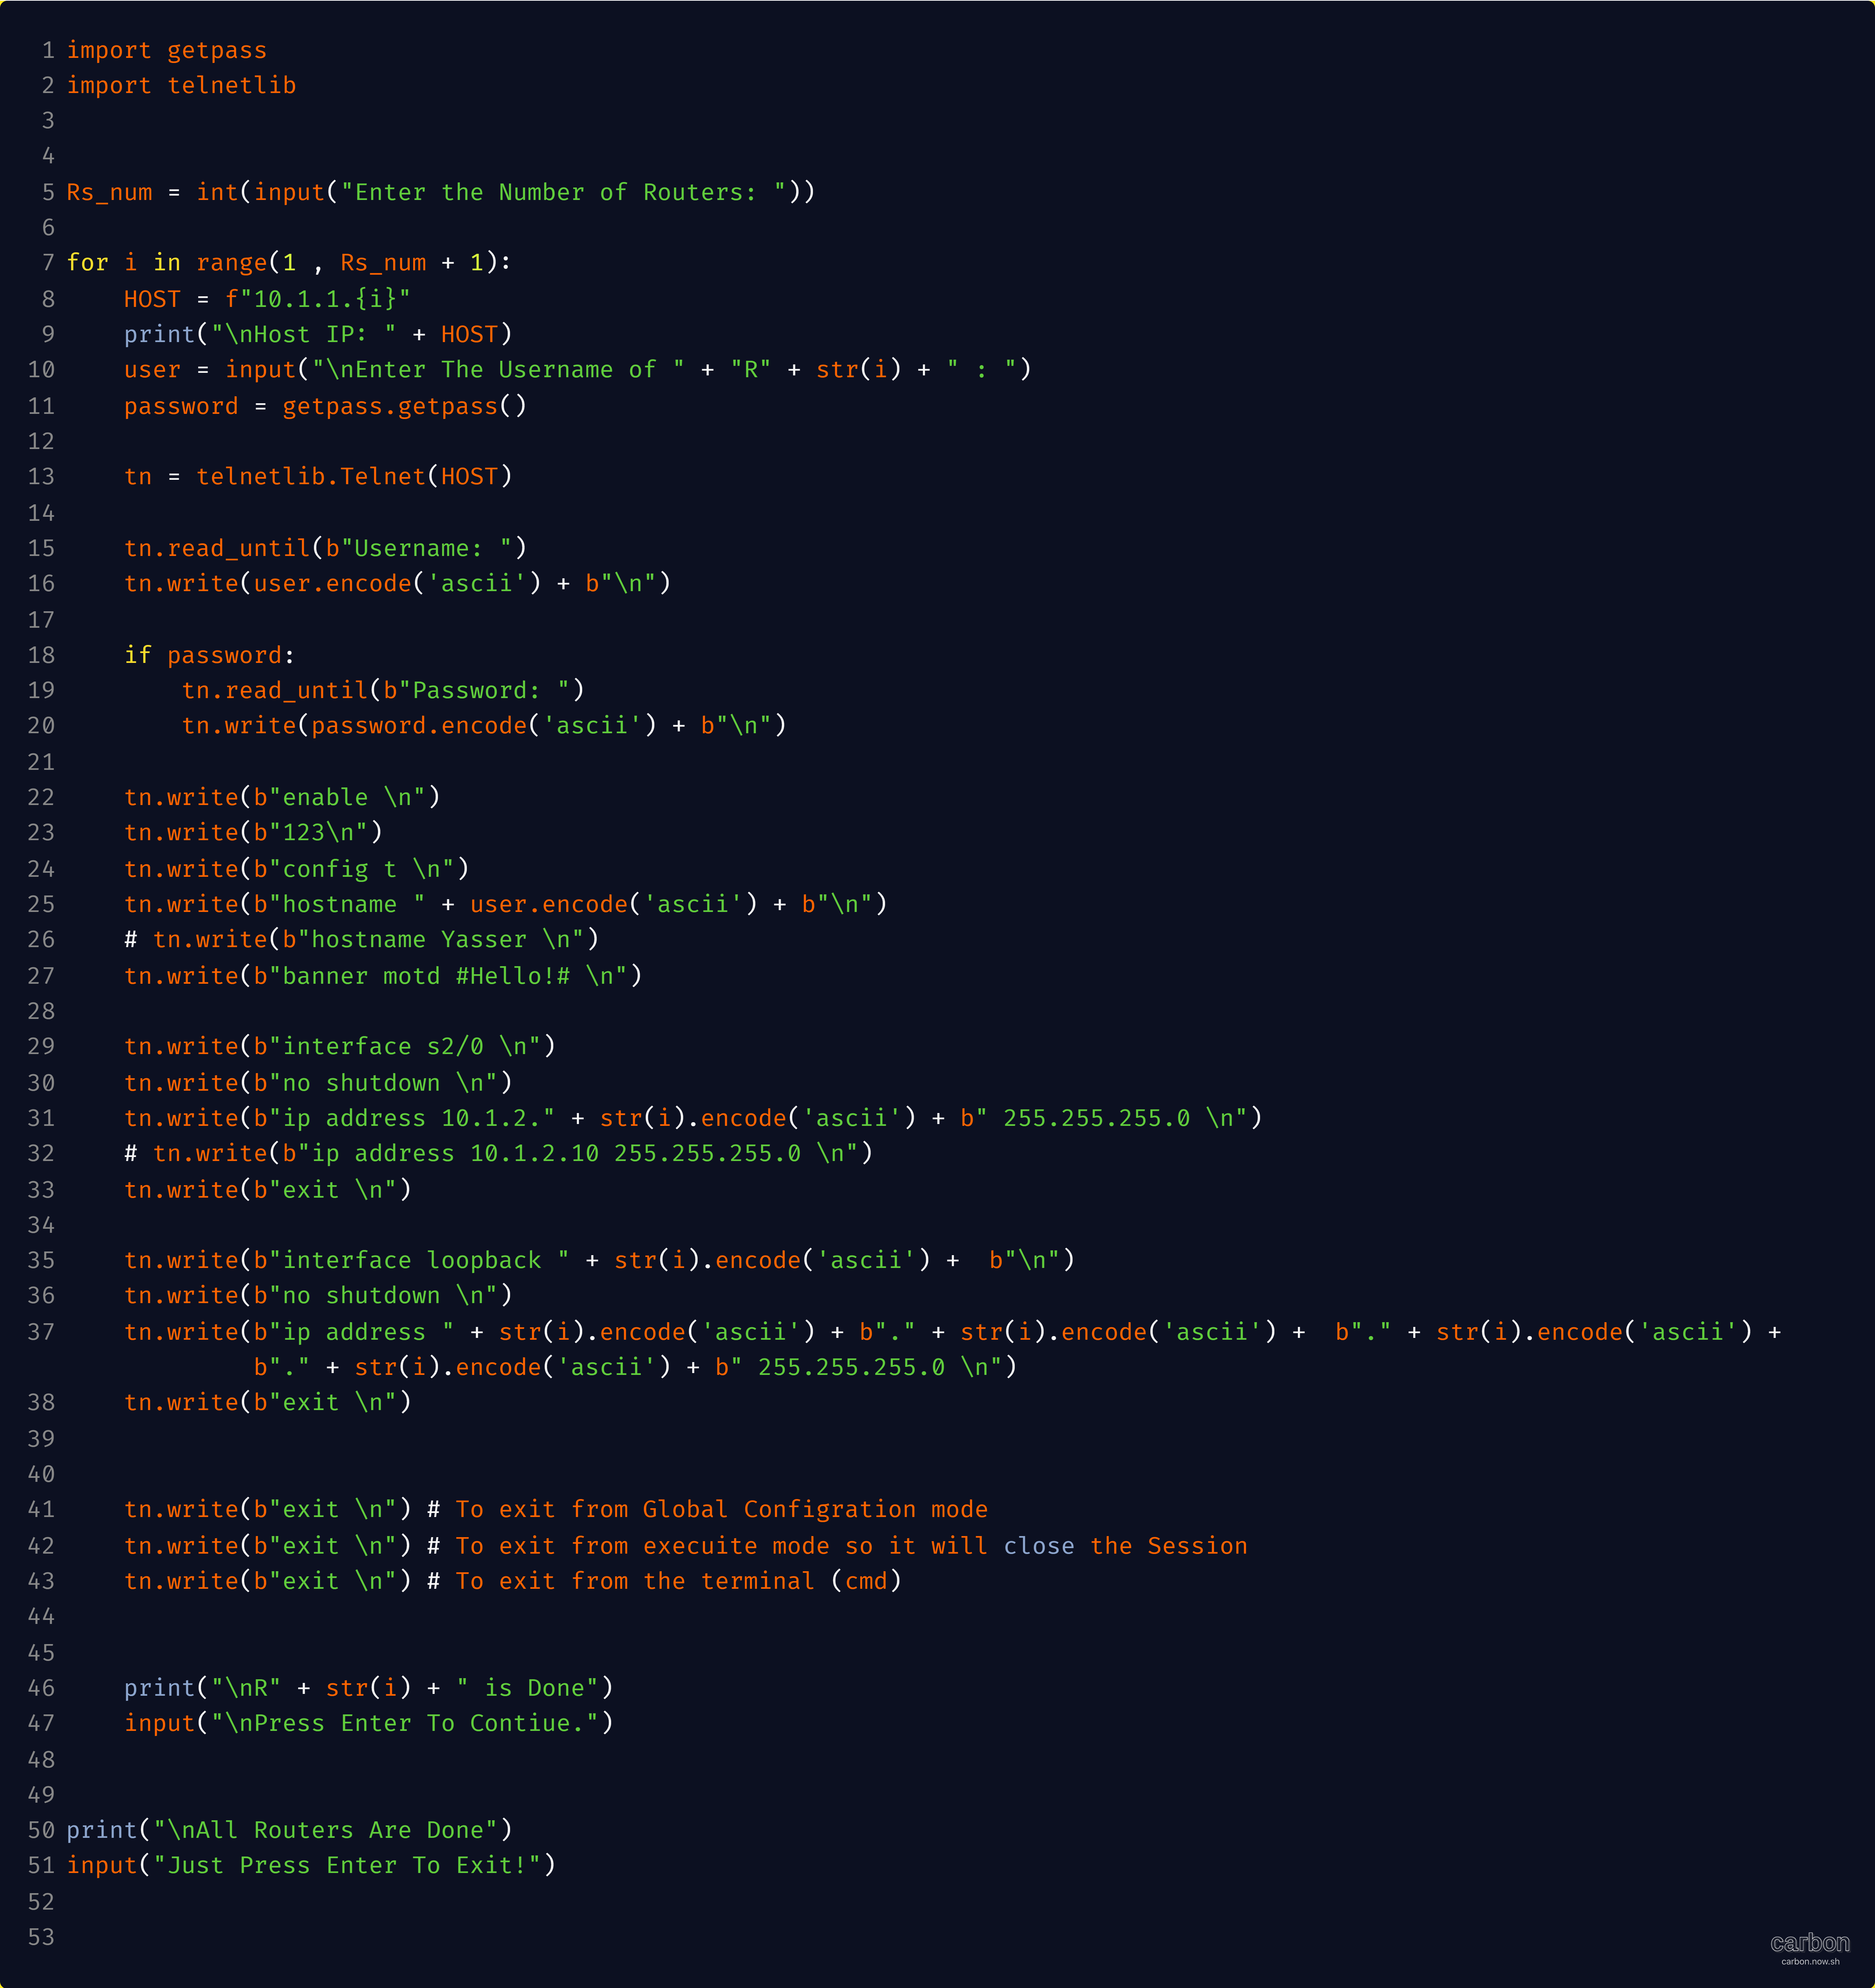 1 import getpass
2 import telnetlib
3
4
5 Rs_num = int(input("Enter the Number of Routers: "))
6
7 for i in range(1 , Rs_num + 1):
8     HOST = f"10.1.1.{i}"
9     print("\nHost IP: " + HOST)
10     user = input("\nEnter The Username of " + "R" + str(i) + " : ")
11     password = getpass.getpass()
12
13     tn = telnetlib.Telnet(HOST)
14
15     tn.read_until(b"Username: ")
16     tn.write(user.encode('ascii') + b"\n")
17
18     if password:
19         tn.read_until(b"Password: ")
20         tn.write(password.encode('ascii') + b"\n")
21
22     tn.write(b"enable \n")
23     tn.write(b"123\n")
24     tn.write(b"config t \n")
25     tn.write(b"hostname " + user.encode('ascii') + b"\n")
26     # tn.write(b"hostname Yasser \n")
27     tn.write(b"banner motd #Hello!# \n")
28
29     tn.write(b"interface s2/0 \n")
30     tn.write(b"no shutdown \n")
31     tn.write(b"ip address 10.1.2." + str(i).encode('ascii') + b" 255.255.255.0 \n")
32     # tn.write(b"ip address 10.1.2.10 255.255.255.0 \n")
33     tn.write(b"exit \n")
34
35     tn.write(b"interface loopback " + str(i).encode('ascii') +  b"\n")
36     tn.write(b"no shutdown \n")
37     tn.write(b"ip address " + str(i).encode('ascii') + b"." + str(i).encode('ascii') +  b"." + str(i).encode('ascii') +
             b"." + str(i).encode('ascii') + b" 255.255.255.0 \n")
38     tn.write(b"exit \n")
39
40
41     tn.write(b"exit \n") # To exit from Global Configration mode
42     tn.write(b"exit \n") # To exit from execuite mode so it will close the Session
43     tn.write(b"exit \n") # To exit from the terminal (cmd)
44
45
46     print("\nR" + str(i) + " is Done")
47     input("\nPress Enter To Contiue.")
48
49
50 print("\nAll Routers Are Done")
51 input("Just Press Enter To Exit!")
52
53
carbon
carbon.now.sh